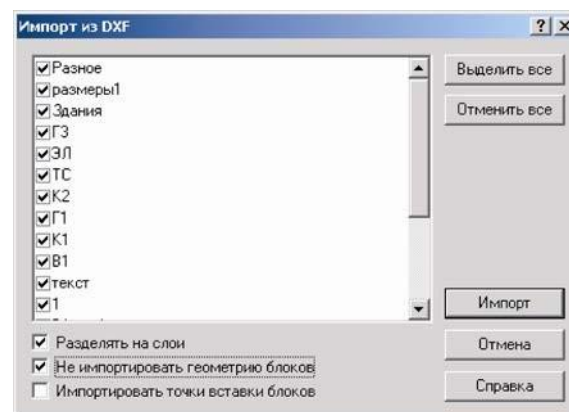 Импорт из DXF
Разное
размеры1
Здания
Г3
ЭЛ
ТС
К2
Г1
К1
В1
текст
1
Разделять на слои
Не импортировать геометрию блоков
Импортировать точки вставки блоков
Выделить все
Отменить все
Импорт
Отмена
Справка